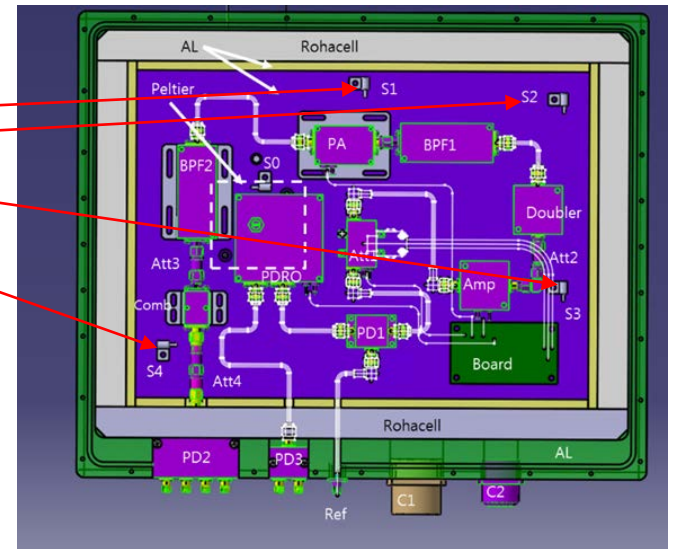 AL
Rohacell
Peltier
S1
S2
PA
BPF1
BPF2
S0
Doubler
Att1
Att2
Att3
PDRO
Amp
Comb
S3
PD1
S4
Board
Att4
Rohacell
AL
PD2
PD3
C1
C2
Ref